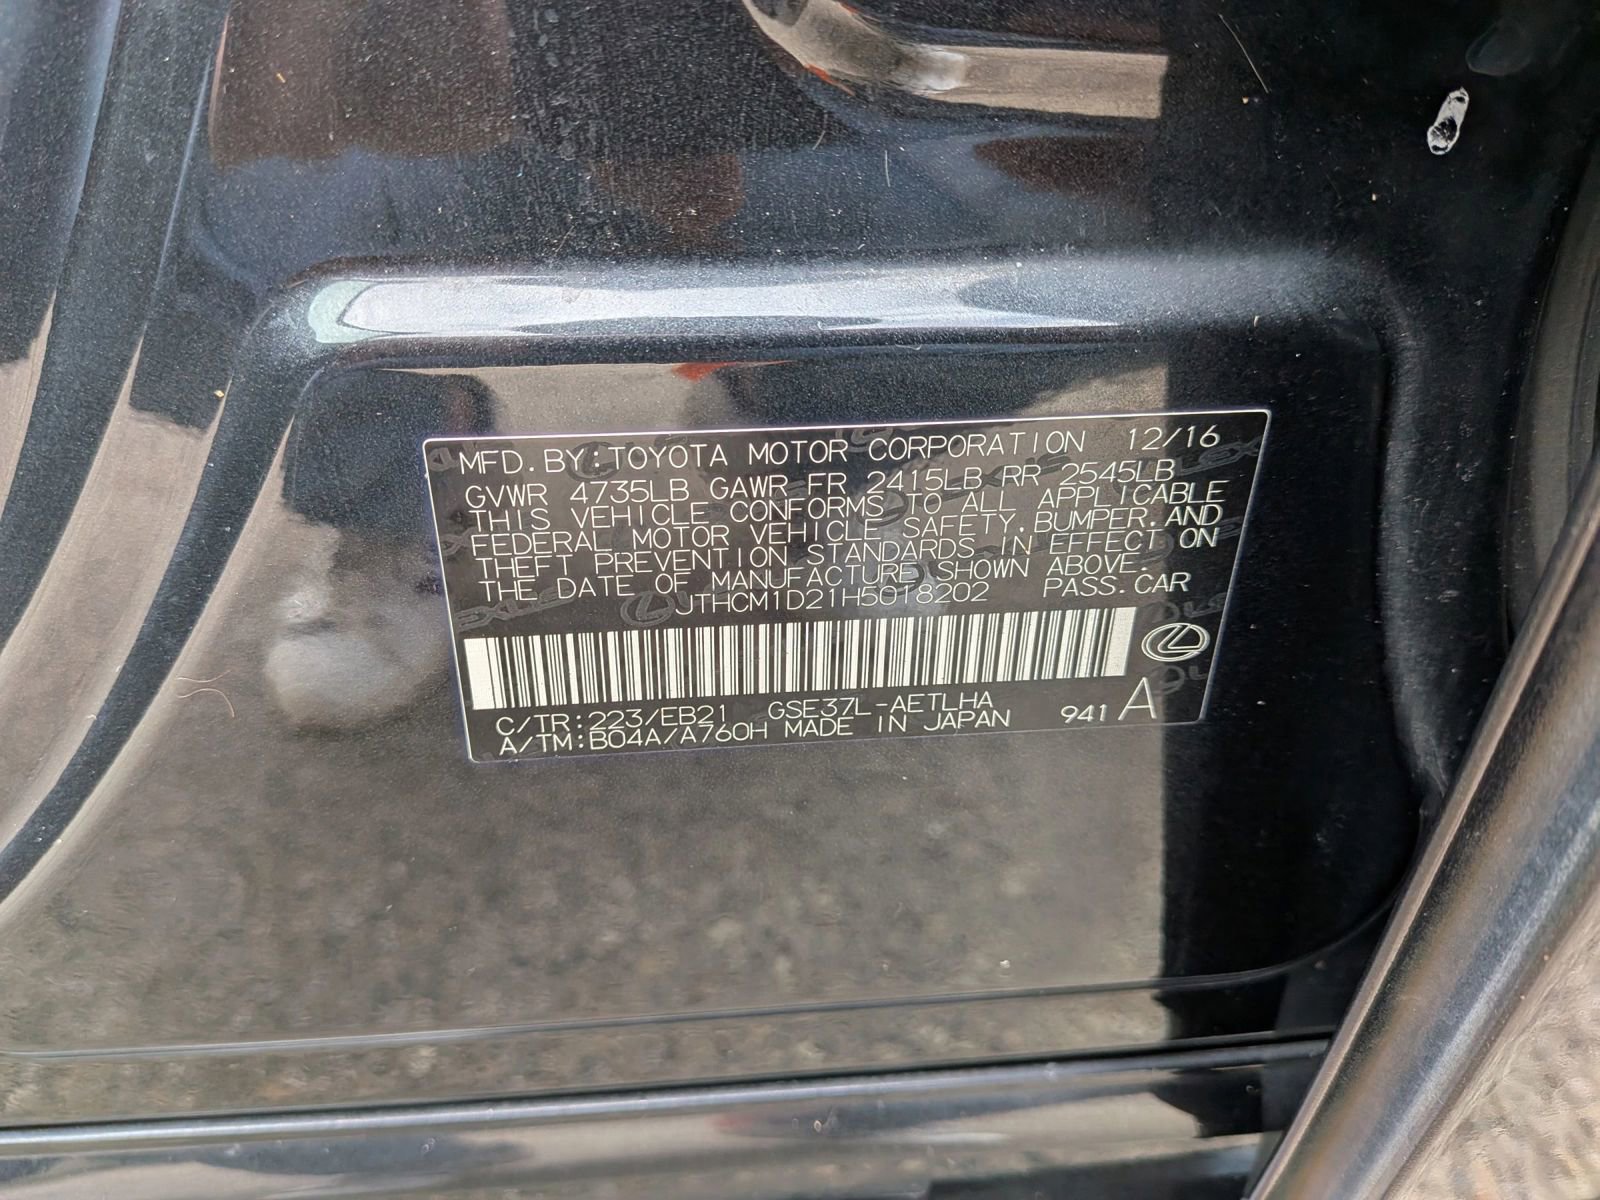 MFD.BY:TOYOTA MOTOR CORPORATION 12/16
GVWR 4735LB GAWR FR 2415LB RR 2545LB
THIS VEHICLE CONFORMS TO ALL APPLICABLE
FEDERAL MOTOR VEHICLE SAFETY,BUMPER,AND
THEFT PREVENTION STANDARDS IN EFFECT ON
THE DATE OF MANUFACTURE SHOWN ABOVE.
JTHCM1D21H5018202 PASS.CAR
C/TR:223/EB21 GSE37L-AETLHA
A/TM:B04A/A760H MADE IN JAPAN 941 A